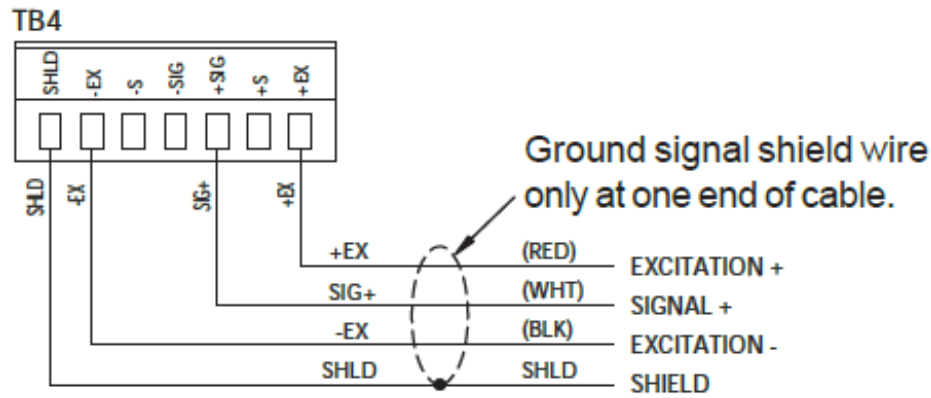 TB4
SHLD -EX -S -SIG +SIG +S +EX
SHLD -EX SIG+ +EX
Ground signal shield wire
only at one end of cable.
+EX (RED) EXCITATION +
SIG+ (WHT) SIGNAL +
-EX (BLK) EXCITATION -
SHLD SHLD SHIELD